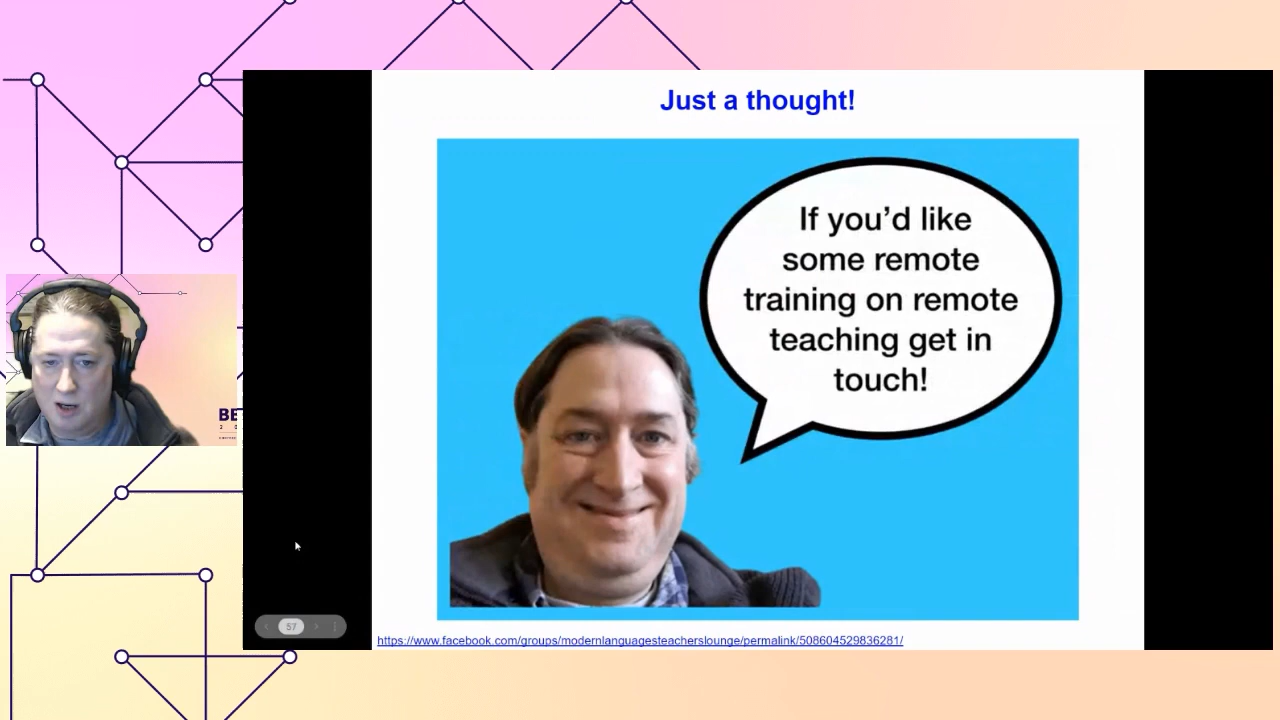 Just a thought!
If you'd like
some remote
training on remote
teaching get in
touch!
BE
57
https://www.facebook.com/groups/modernlanguagesteacherslounge/permalink/508604529836281/